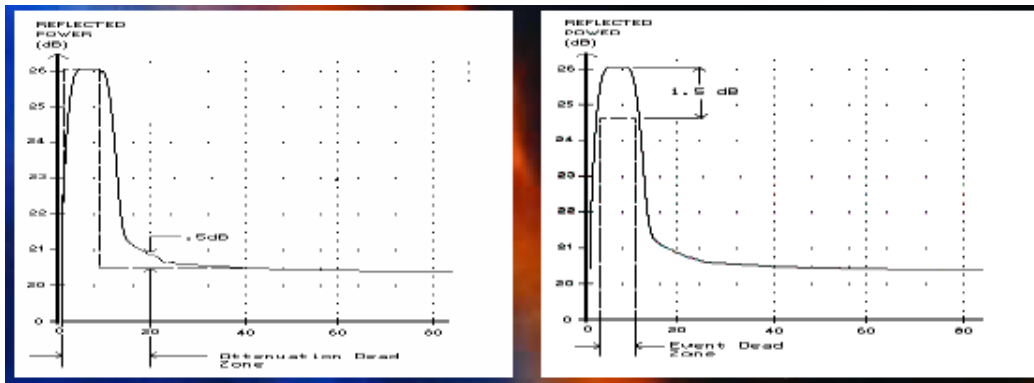 REFLECTED
POWER
(dB)
26
25
24
23
22
21
20
0
.5dB
0
20
40
60
80
Attenuation Dead
Zone
REFLECTED
POWED
(dB)
26
25
24
23
22
21
20
0
1.5 dB
0
20
40
60
60
Event Dead
Zone